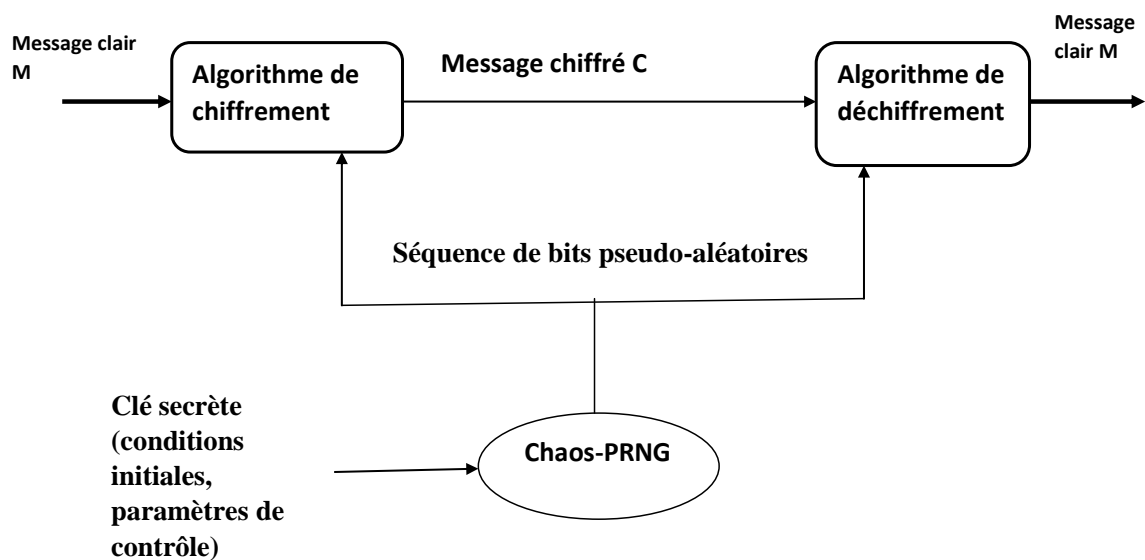 Message clair
M
Algorithme de
chiffrement
Message chiffré C
Algorithme de
déchiffrement
Message
clair M
Séquence de bits pseudo-aléatoires
Clé secrète
(conditions
initiales,
paramètres de
contrôle)
Chaos-PRNG